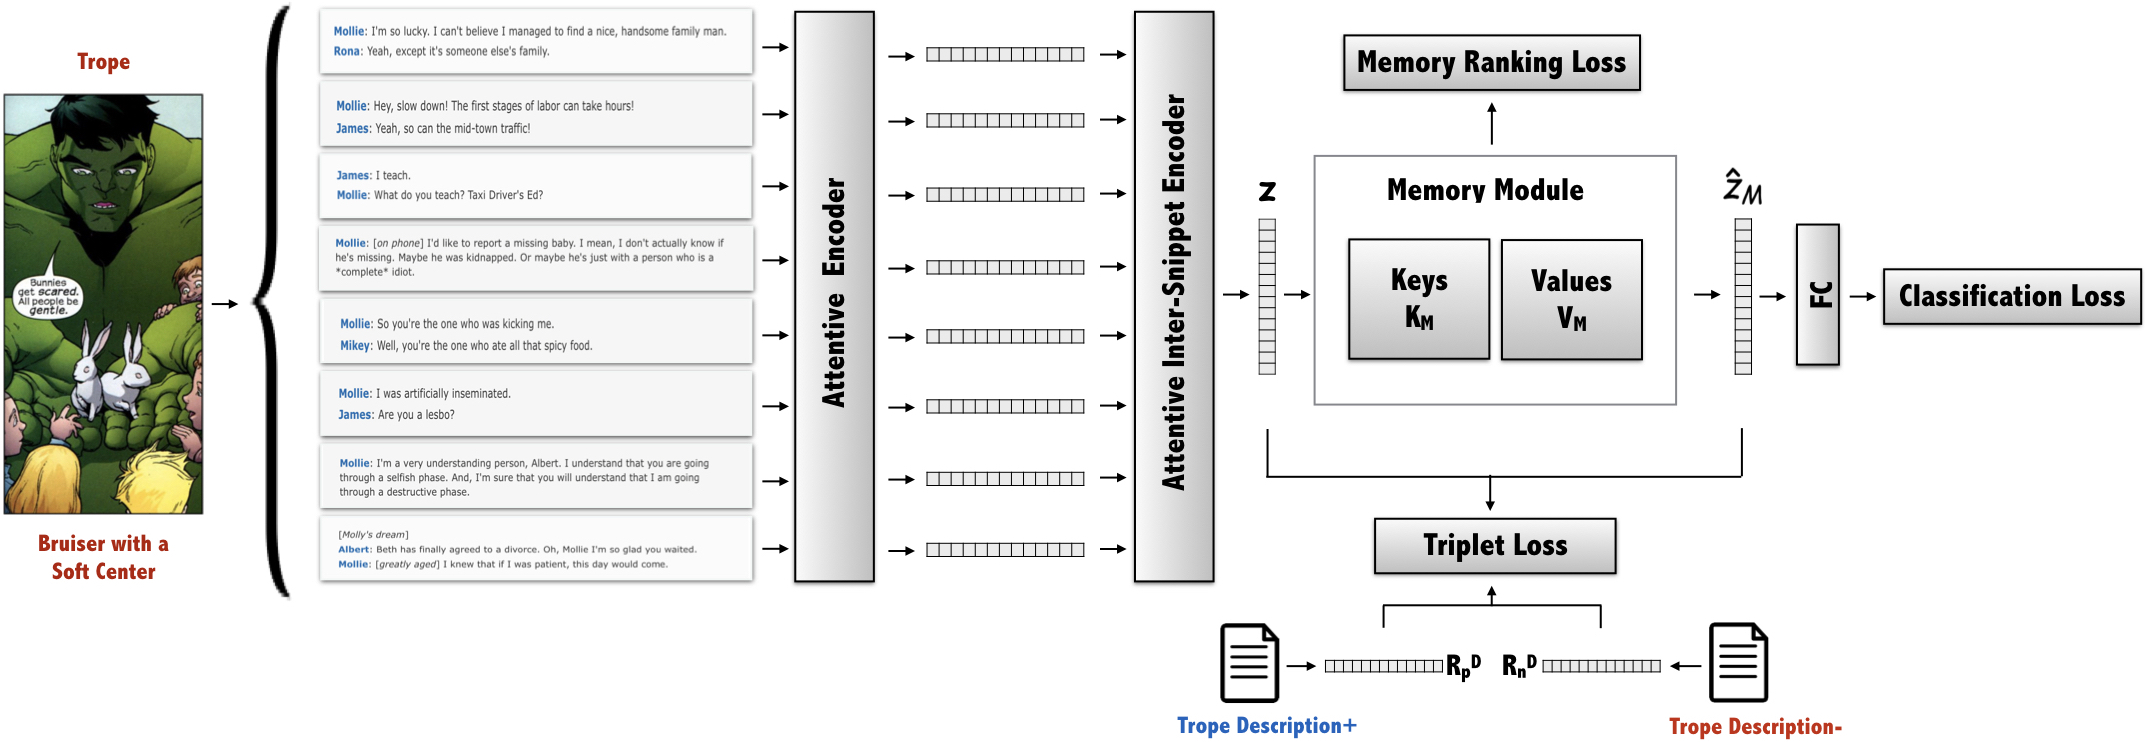 Trope
Bunnies
get scared.
All people be
gentle.
Bruiser with a
Soft Center
Mollie: I'm so lucky. I can't believe I managed to find a nice, handsome family man.
Rona: Yeah, except it's someone else's family.
Mollie: Hey, slow down! The first stages of labor can take hours!
James: Yeah, so can the mid-town traffic!
James: I teach.
Mollie: What do you teach? Taxi Driver's Ed?
Mollie: [on phone] I'd like to report a missing baby. I mean, I don't actually know if
he's missing. Maybe he was kidnapped. Or maybe he's just with a person who is a
*complete* idiot.
Mollie: So you're the one who was kicking me.
Mikey: Well, you're the one who ate all that spicy food.
Mollie: I was artificially inseminated.
James: Are you a lesbo?
Mollie: I'm a very understanding person, Albert. I understand that you are going
through a selfish phase. And, I'm sure that you will understand that I am going
through a destructive phase.
[Molly's dream]
Albert: Beth has finally agreed to a divorce. Oh, Mollie I'm so glad you waited.
Mollie: [greatly aged] I knew that if I was patient, this day would come.
Attentive Encoder
Attentive Inter-Snippet Encoder
z
Memory Ranking Loss
Memory Module
Keys
K_M
Values
V_M
ẑ_M
FC
Classification Loss
Triplet Loss
R_p^D
R_n^D
Trope Description+
Trope Description-